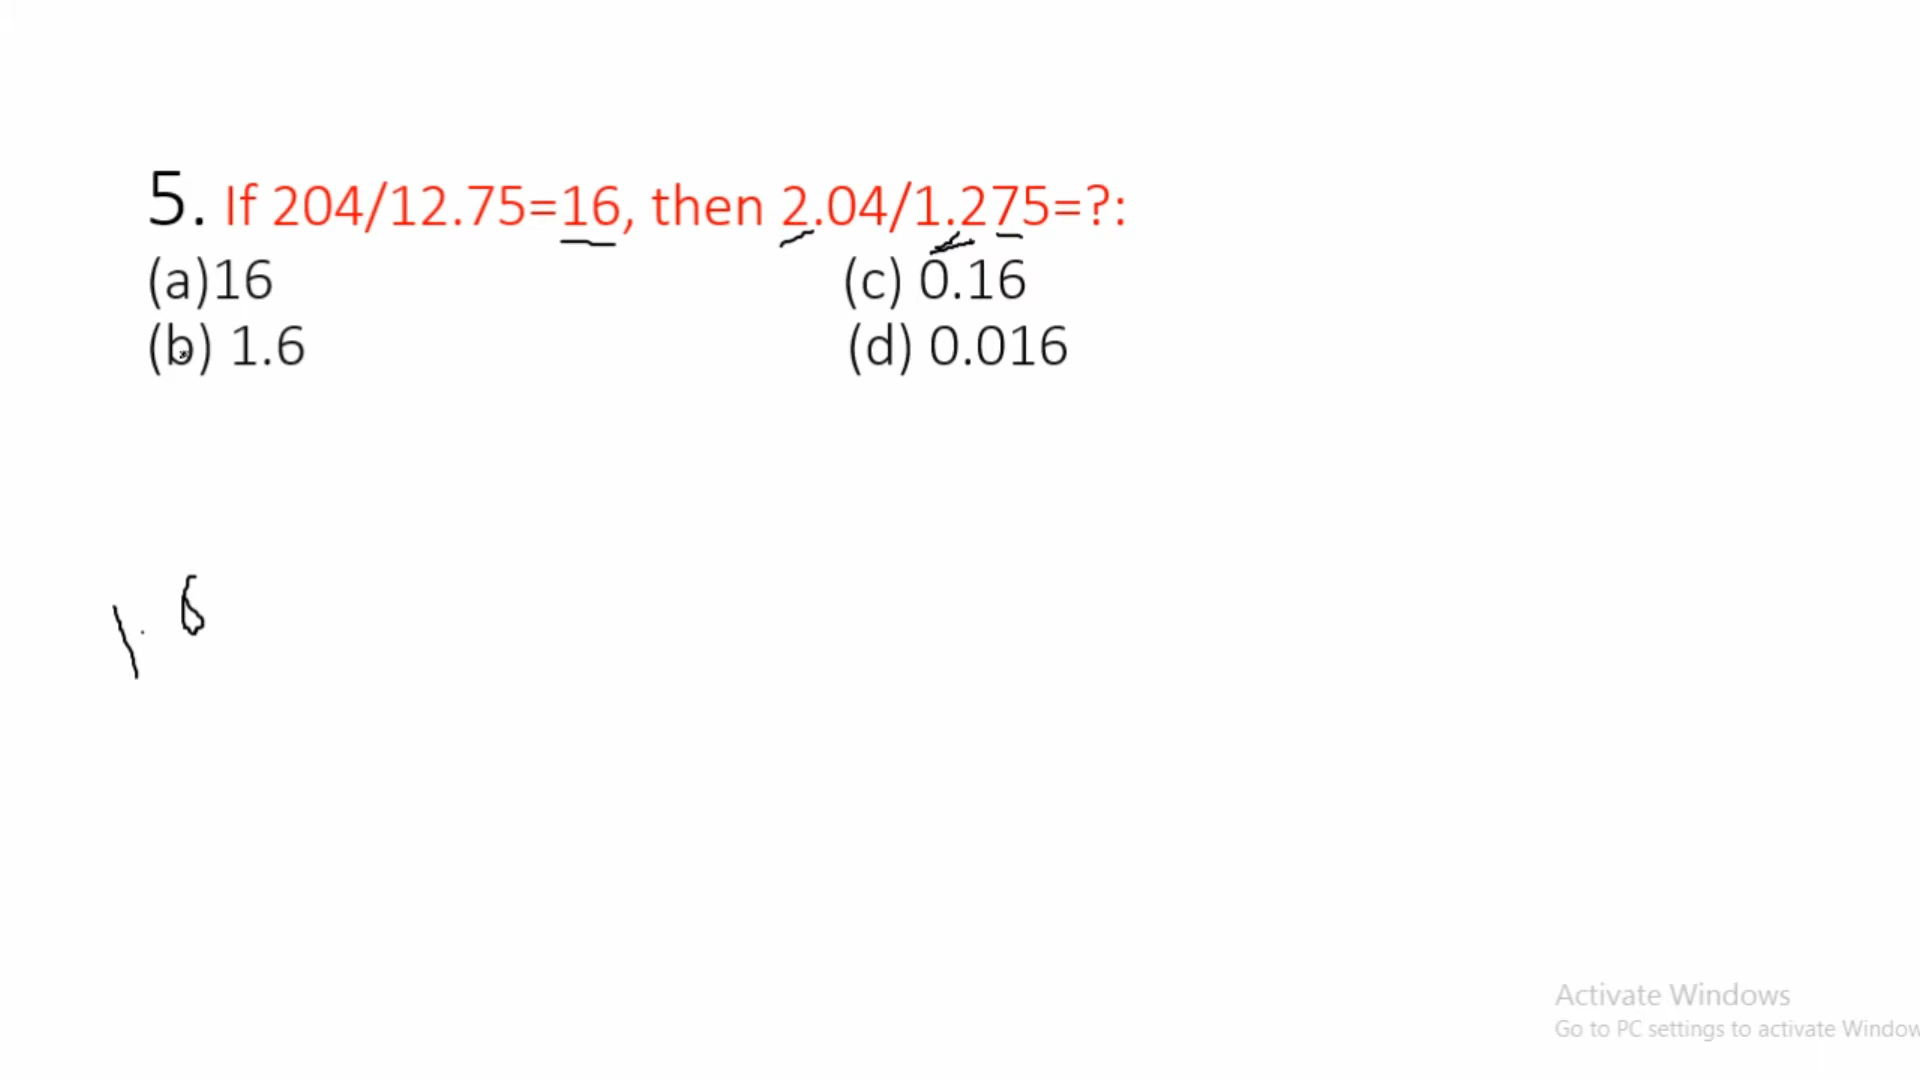 5. If 204/12.75=16, then 2.04/1.275=?:
(a)16 (c) 0.16
(b) 1.6 (d) 0.016
1.6
Activate Windows
Go to PC settings to activate Window